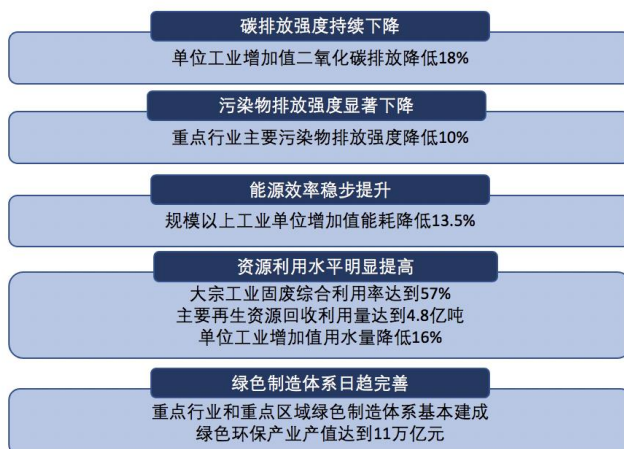 碳排放强度持续下降
单位工业增加值二氧化碳排放降低18%
污染物排放强度显著下降
重点行业主要污染物排放强度降低10%
能源效率稳步提升
规模以上工业单位增加值能耗降低13.5%
资源利用水平明显提高
大宗工业固废综合利用率达到57%
主要再生资源回收利用量达到4.8亿吨
单位工业增加值用水量降低16%
绿色制造体系日趋完善
重点行业和重点区域绿色制造体系基本建成
绿色环保产业产值达到11万亿元